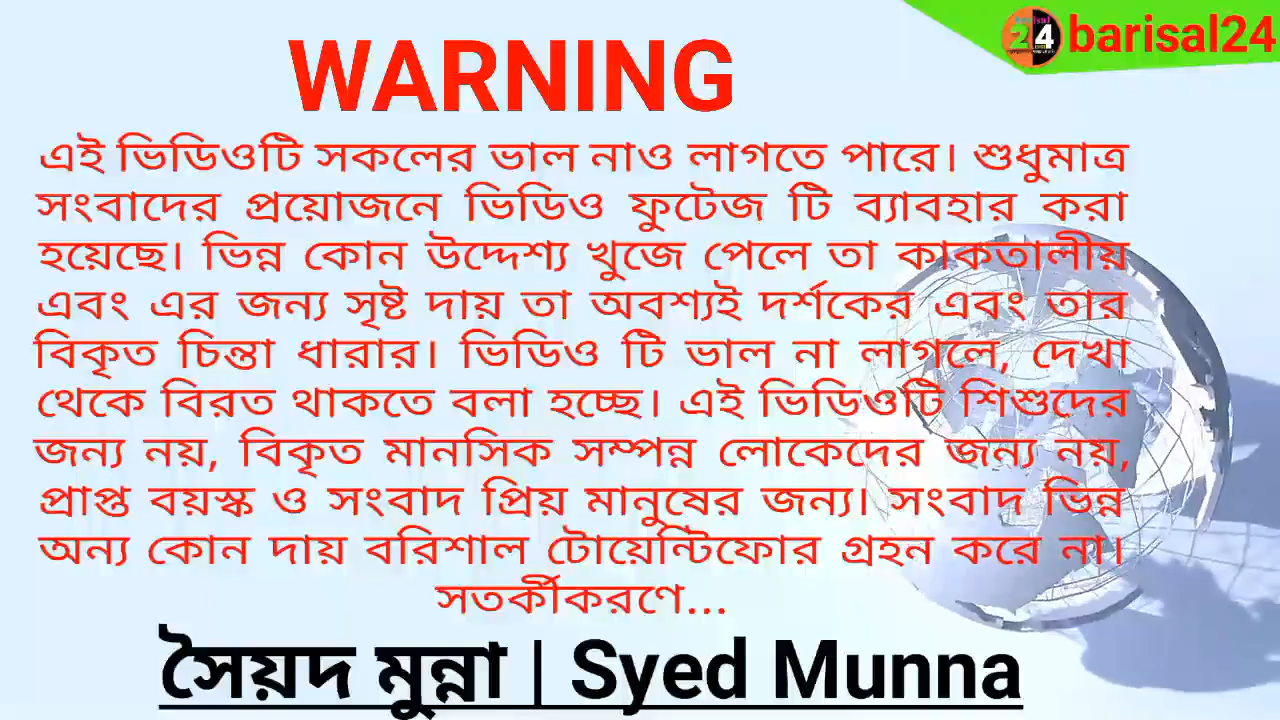 barisal24
24
WARNING
এই ভিডিওটি সকলের ভাল নাও লাগতে পারে। শুধুমাত্র
সংবাদের প্রয়োজনে ভিডিও ফুটেজ টি ব্যাবহার করা
হয়েছে। ভিন্ন কোন উদ্দেশ্য খুজে পেলে তা কাকতালীয়
এবং এর জন্য সৃষ্ট দায় তা অবশ্যই দর্শকের এবং তার
বিকৃত চিন্তা ধারার। ভিডিও টি ভাল না লাগলে, দেখা
থেকে বিরত থাকতে বলা হচ্ছে। এই ভিডিওটি শিশুদের
জন্য নয়, বিকৃত মানসিক সম্পন্ন লোকেদের জন্য নয়,
প্রাপ্ত বয়স্ক ও সংবাদ প্রিয় মানুষের জন্য। সংবাদ ভিন্ন
অন্য কোন দায় বরিশাল টোয়েন্টিফোর গ্রহন করে না।
সতর্কীকরণে...
সৈয়দ মুন্না | Syed Munna